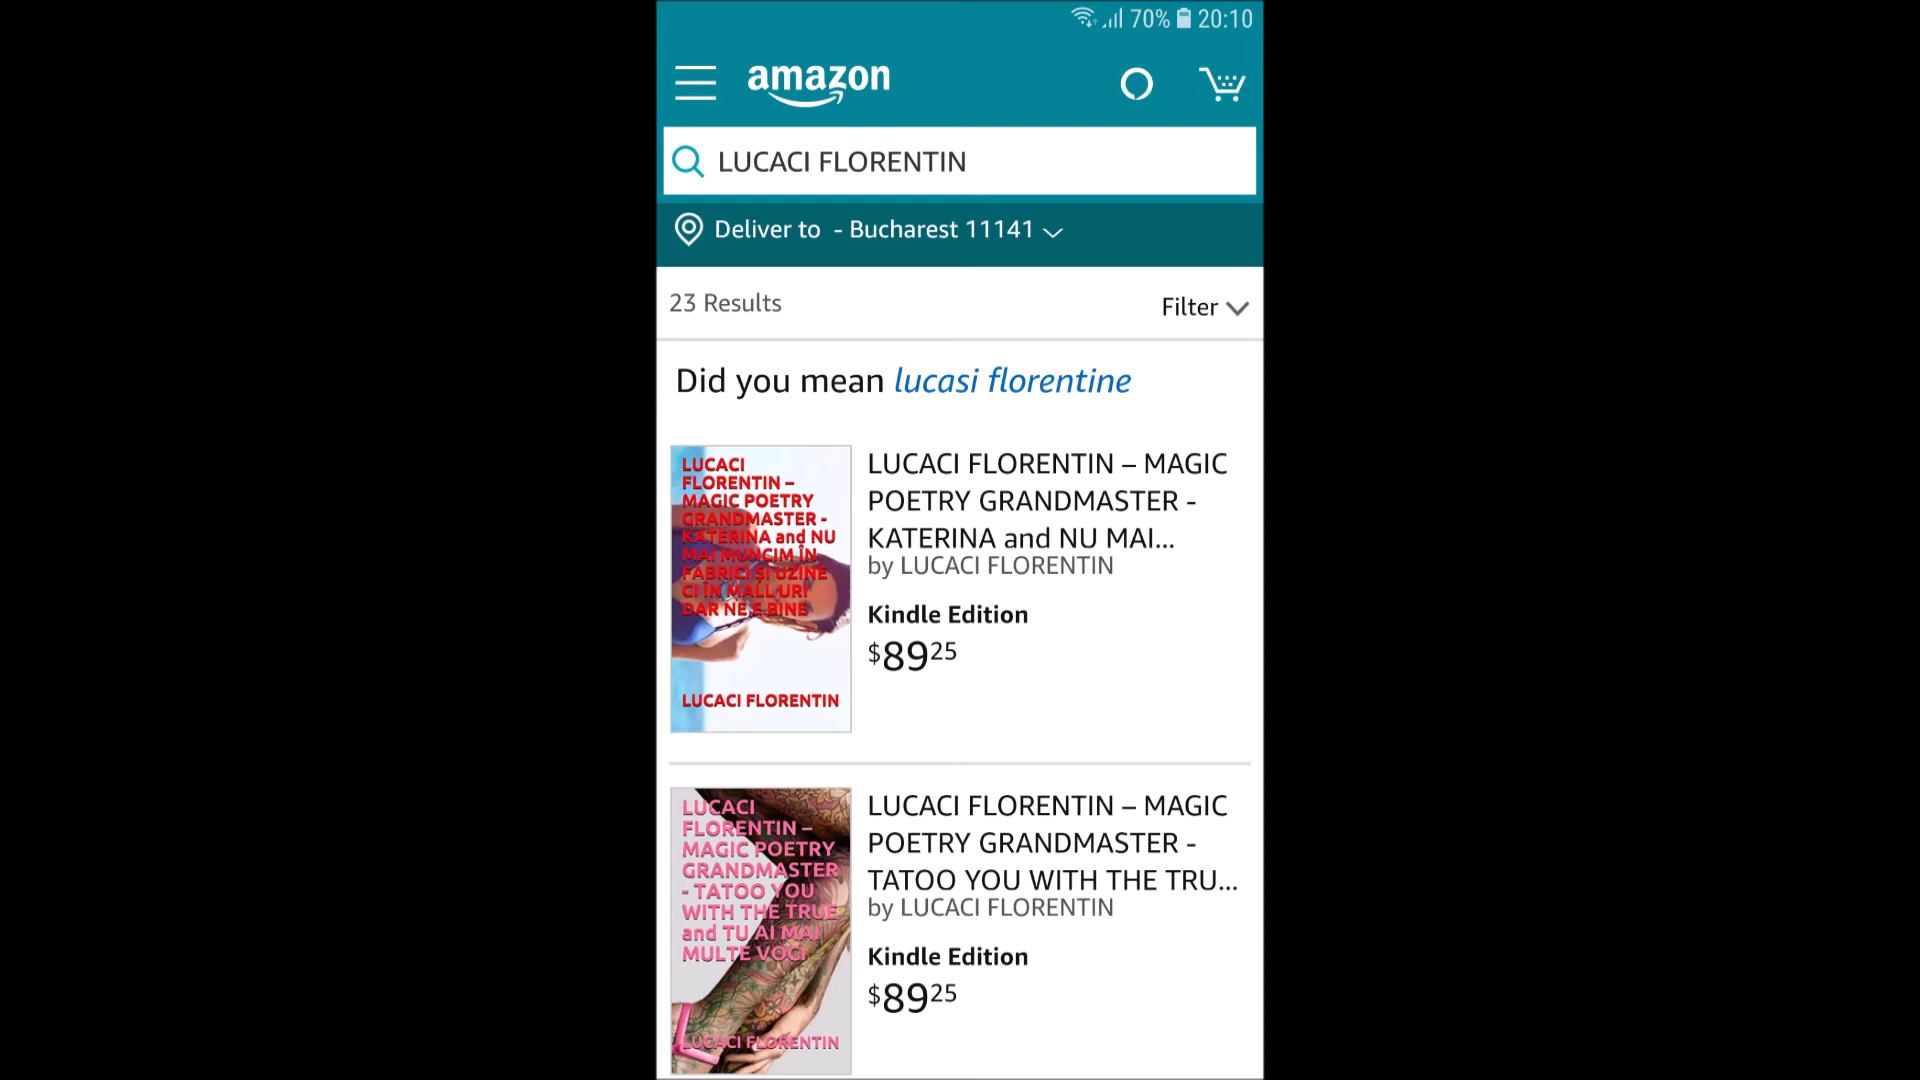 70% 20:10
amazon
LUCACI FLORENTIN
Deliver to - Bucharest 11141
23 Results
Filter
Did you mean lucasi florentine
LUCACI
FLORENTIN –
MAGIC POETRY
GRANDMASTER -
KATERINA and NU
MAI MUNCIM ÎN
FABRICI ȘI UZINE
CI ÎN MALL URI
DAR NE E BINE
LUCACI FLORENTIN
LUCACI FLORENTIN – MAGIC
POETRY GRANDMASTER -
KATERINA and NU MAI...
by LUCACI FLORENTIN
Kindle Edition
$8925
LUCACI
FLORENTIN –
MAGIC POETRY
GRANDMASTER
- TATOO YOU
WITH THE TRUE
and TU AI MAI
MULTE VOCI
LUCACI FLORENTIN
LUCACI FLORENTIN – MAGIC
POETRY GRANDMASTER -
TATOO YOU WITH THE TRU...
by LUCACI FLORENTIN
Kindle Edition
$8925